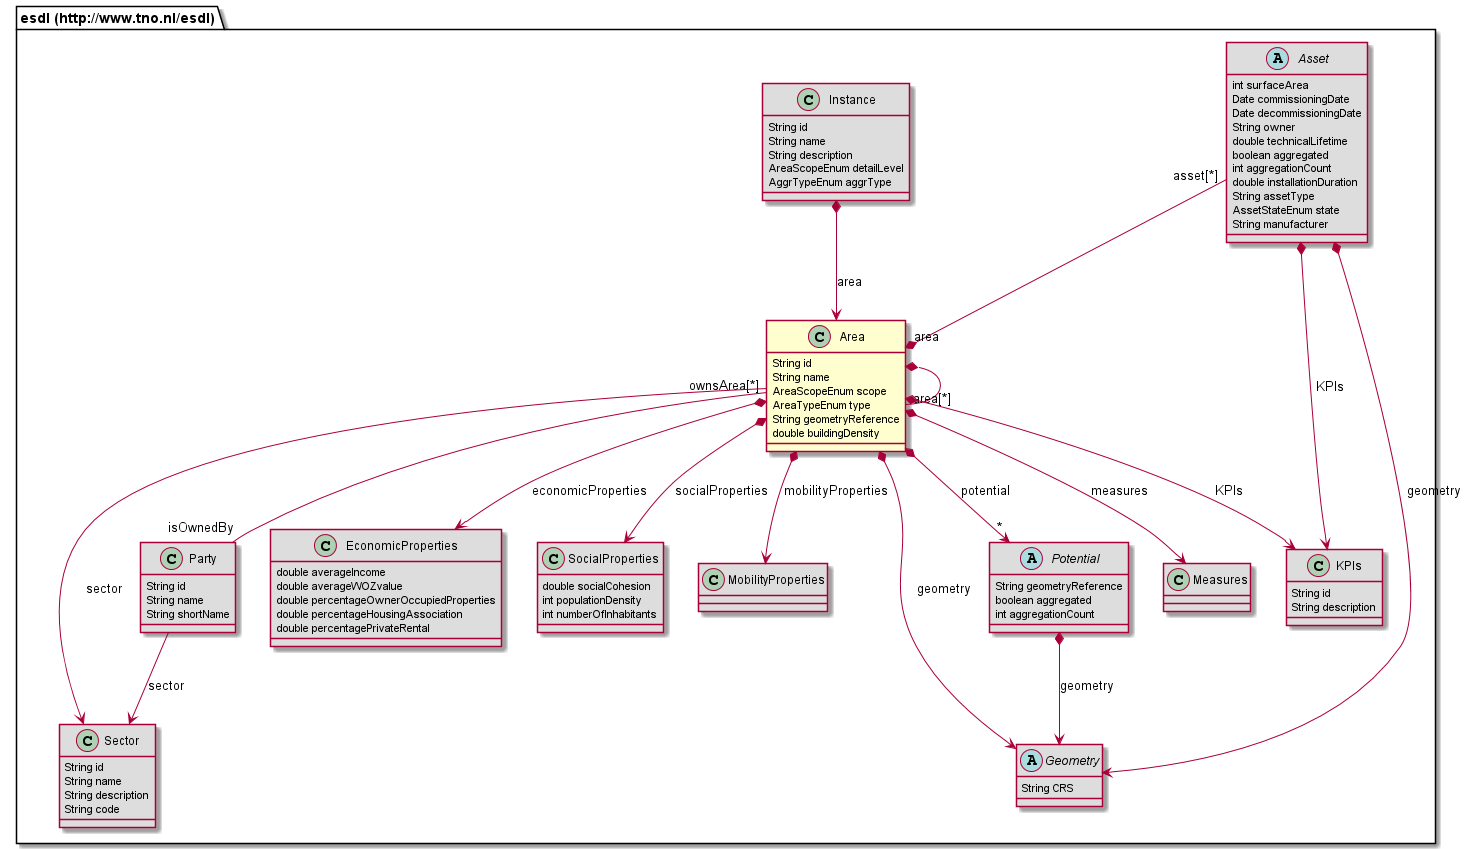 esdl (http://www.tno.nl/esdl)
A Asset
int surfaceArea
Date commissioningDate
Date decommissioningDate
String owner
double technicalLifetime
boolean aggregated
int aggregationCount
double installationDuration
String assetType
AssetStateEnum state
String manufacturer
C Instance
String id
String name
String description
AreaScopeEnum detailLevel
AggrTypeEnum aggrType
asset[*]
area
area
C Area
String id
String name
AreaScopeEnum scope
AreaTypeEnum type
String geometryReference
double buildingDensity
ownsArea[*]
area[*]
KPIs
economicProperties
socialProperties
mobilityProperties
potential
measures
KPIs
geometry
isOwnedBy
*
C Party
String id
String name
String shortName
C EconomicProperties
double averageIncome
double averageWOZvalue
double percentageOwnerOccupiedProperties
double percentageHousingAssociation
double percentagePrivateRental
C SocialProperties
double socialCohesion
int populationDensity
int numberOfInhabitants
C MobilityProperties
A Potential
String geometryReference
boolean aggregated
int aggregationCount
C Measures
C KPIs
String id
String description
sector
geometry
sector
geometry
C Sector
String id
String name
String description
String code
A Geometry
String CRS